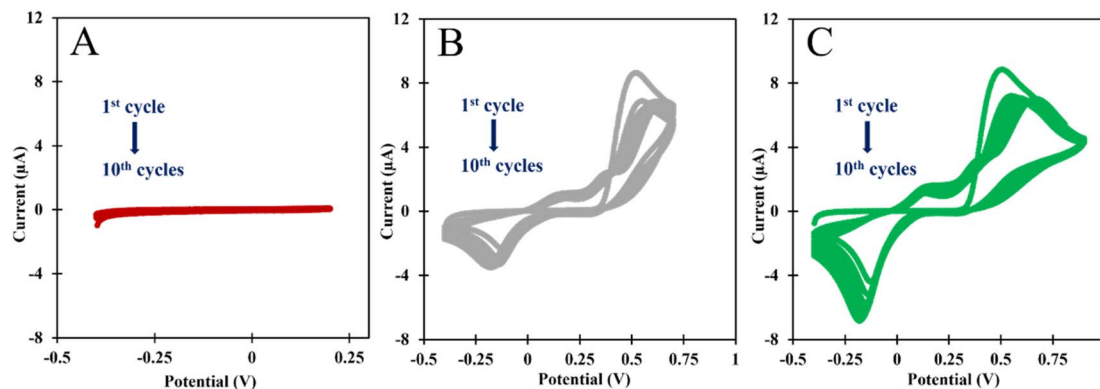 A
12
8
4
0
-4
-8
Current (µA)
1st cycle
10th cycles
-0.5
-0.25
0
0.25
Potential (V)
B
12
8
4
0
-4
-8
Current (µA)
1st cycle
10th cycles
-0.5
-0.25
0
0.25
0.5
0.75
1
Potential (V)
C
12
8
4
0
-4
-8
Current (µA)
1st cycle
10th cycles
-0.5
-0.25
0
0.25
0.5
0.75
Potential (V)